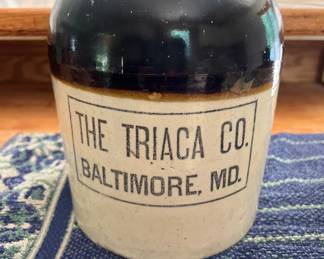 THE TRIACA CO.
BALTIMORE, MD.